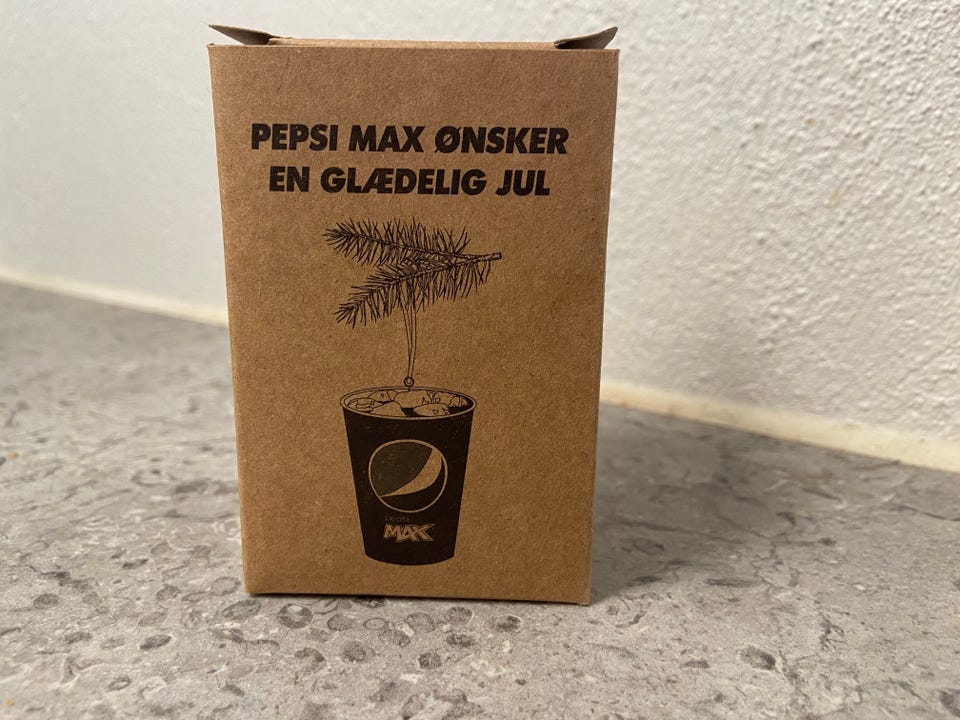 PEPSI MAX ØNSKER
EN GLÆDELIG JUL
pepsi
MAX